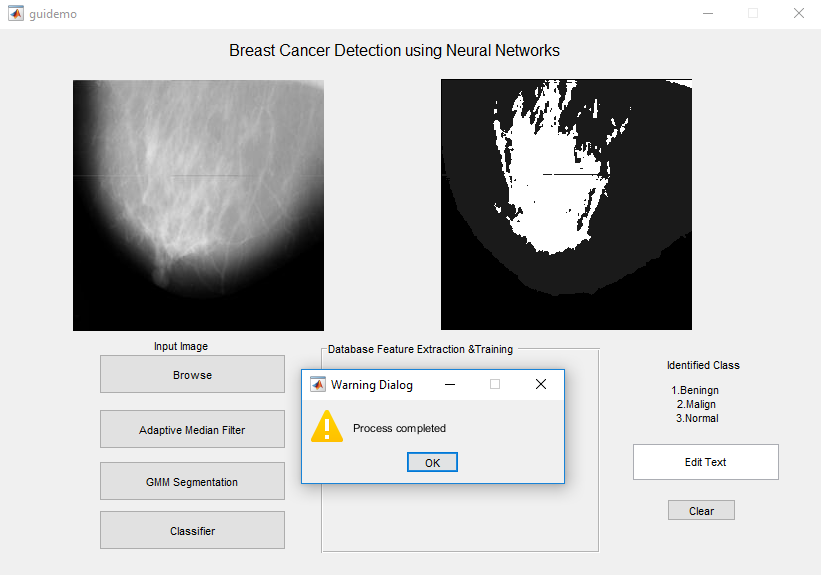 guidemo
Breast Cancer Detection using Neural Networks
Input Image
Browse
Adaptive Median Filter
GMM Segmentation
Classifier
Database Feature Extraction &Training
Warning Dialog
Process completed
OK
Identified Class
1.Beningn
2.Malign
3.Normal
Edit Text
Clear